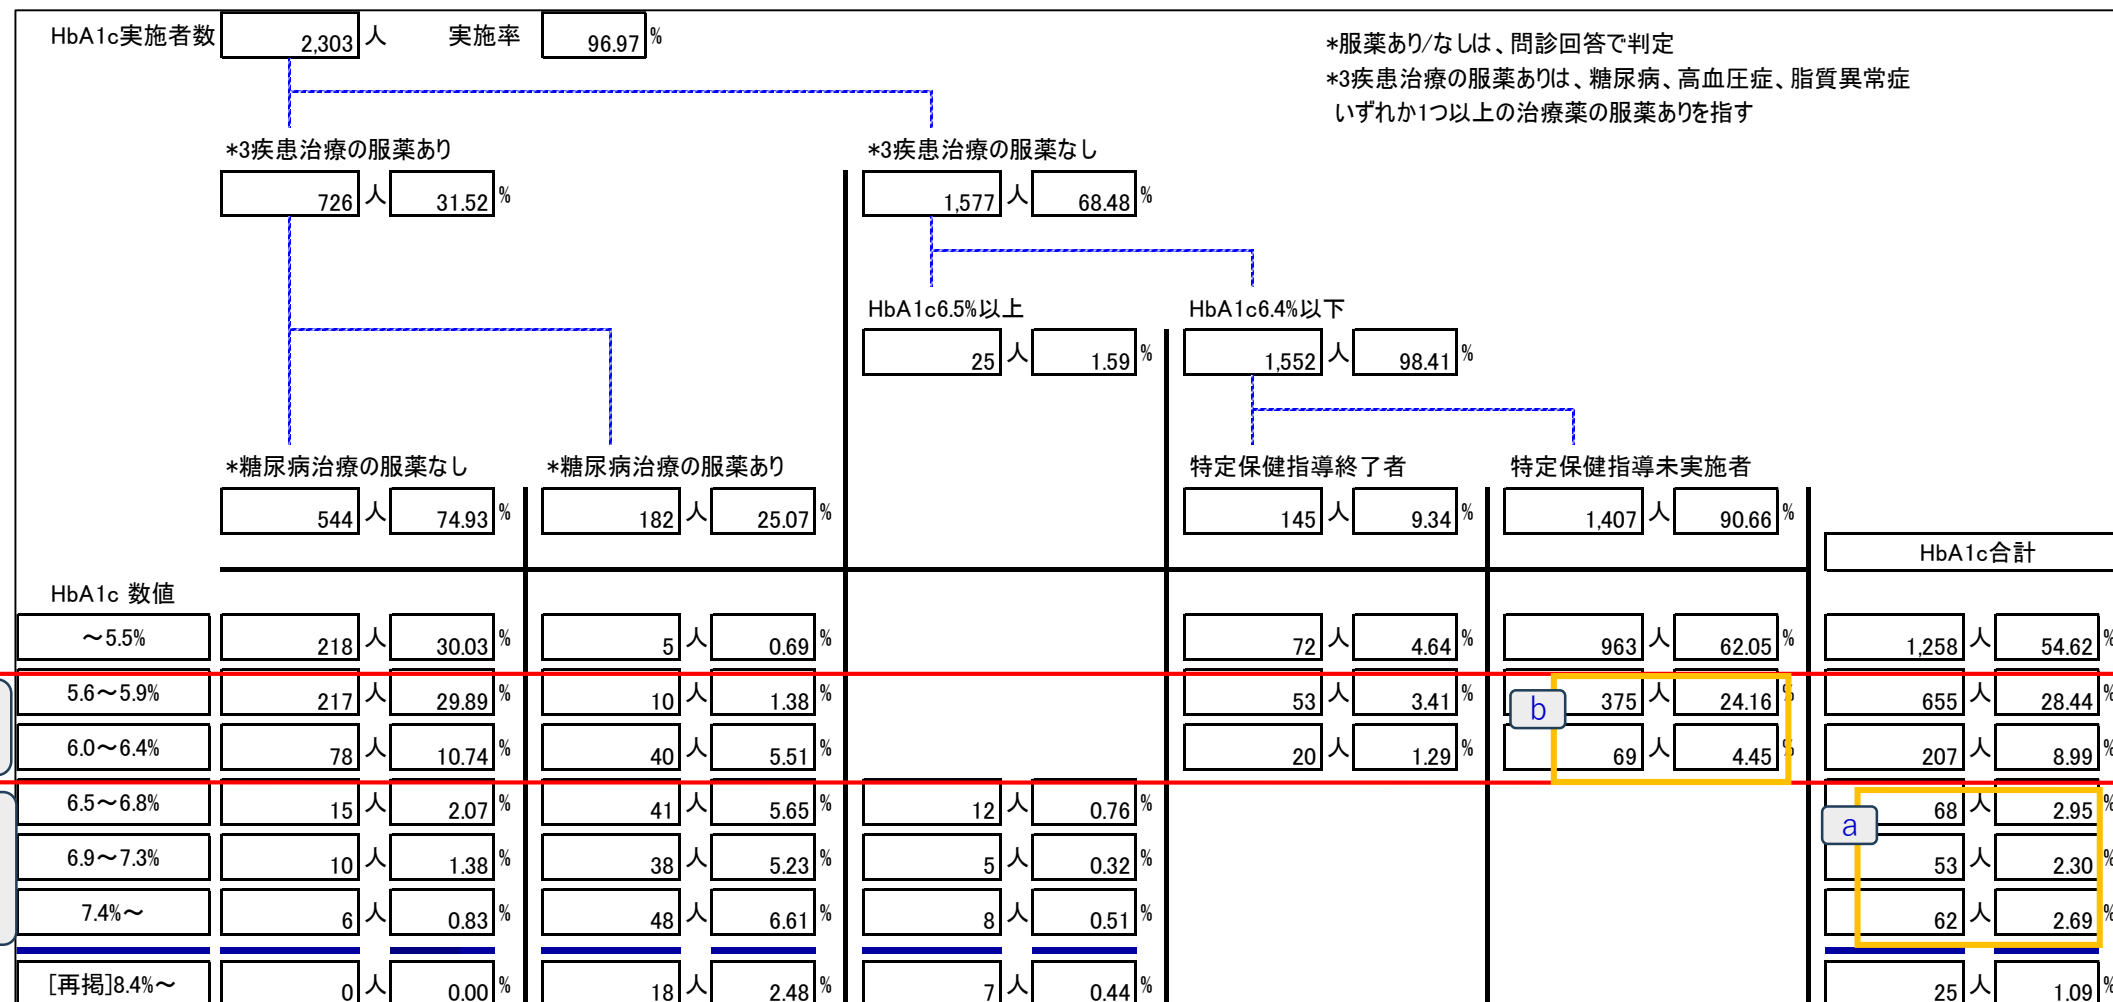 HbA1c実施者数 2,303 人 実施率 96.97 %
*服薬あり/なしは、問診回答で判定
*3疾患治療の服薬ありは、糖尿病、高血圧症、脂質異常症
いずれか1つ以上の治療薬の服薬ありを指す
*3疾患治療の服薬あり *3疾患治療の服薬なし
726 人 31.52 % 1,577 人 68.48 %
HbA1c6.5%以上 HbA1c6.4%以下
25 人 1.59 % 1,552 人 98.41 %
*糖尿病治療の服薬なし *糖尿病治療の服薬あり 特定保健指導終了者 特定保健指導未実施者
544 人 74.93 % 182 人 25.07 % 145 人 9.34 % 1,407 人 90.66 %
HbA1c合計
HbA1c 数値
～5.5% 218 人 30.03 % 5 人 0.69 % 72 人 4.64 % 963 人 62.05 % 1,258 人 54.62 %
5.6～5.9% 217 人 29.89 % 10 人 1.38 % 53 人 3.41 % b 375 人 24.16 % 655 人 28.44 %
6.0～6.4% 78 人 10.74 % 40 人 5.51 % 20 人 1.29 % 69 人 4.45 % 207 人 8.99 %
6.5～6.8% 15 人 2.07 % 41 人 5.65 % 12 人 0.76 % a 68 人 2.95 %
6.9～7.3% 10 人 1.38 % 38 人 5.23 % 5 人 0.32 % 53 人 2.30 %
7.4%～ 6 人 0.83 % 48 人 6.61 % 8 人 0.51 % 62 人 2.69 %
[再掲]8.4%～ 0 人 0.00 % 18 人 2.48 % 7 人 0.44 % 25 人 1.09 %